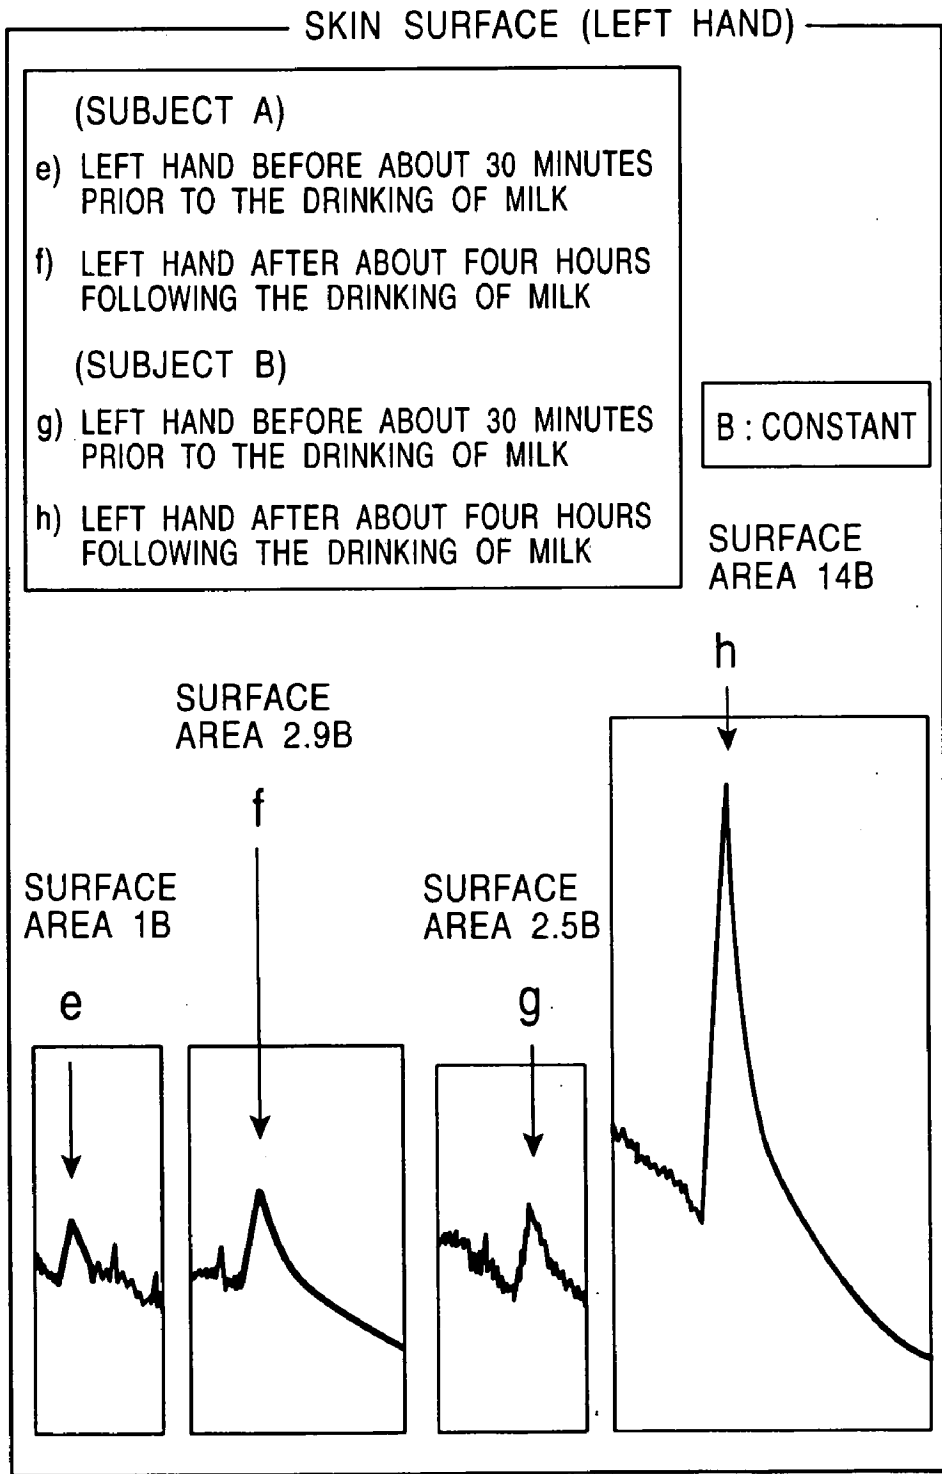 SKIN SURFACE (LEFT HAND)
(SUBJECT A)
e) LEFT HAND BEFORE ABOUT 30 MINUTES
PRIOR TO THE DRINKING OF MILK
f) LEFT HAND AFTER ABOUT FOUR HOURS
FOLLOWING THE DRINKING OF MILK
(SUBJECT B)
g) LEFT HAND BEFORE ABOUT 30 MINUTES
PRIOR TO THE DRINKING OF MILK
h) LEFT HAND AFTER ABOUT FOUR HOURS
FOLLOWING THE DRINKING OF MILK
B : CONSTANT
SURFACE
AREA 1B
e
SURFACE
AREA 2.9B
f
SURFACE
AREA 2.5B
g
SURFACE
AREA 14B
h